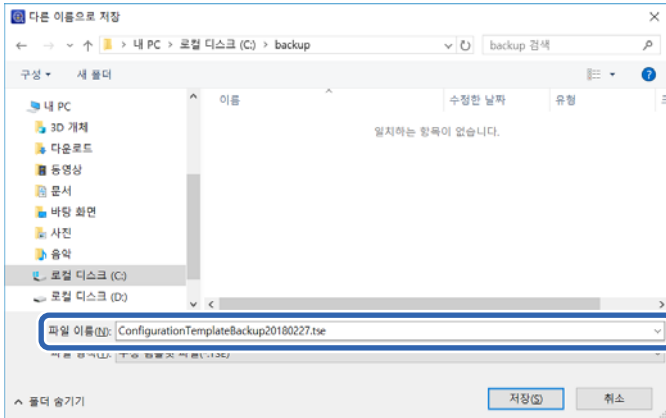 다른 이름으로 저장
내 PC > 로컬 디스크 (C:) > backup
backup 검색
구성
새 폴더
이름
수정한 날짜
유형
내 PC
3D 개체
다운로드
동영상
문서
바탕 화면
사진
음악
로컬 디스크 (C:)
로컬 디스크 (D:)
일치하는 항목이 없습니다.
파일 이름(N): ConfigurationTemplateBackup20180227.tse
폴더 숨기기
저장(S)
취소